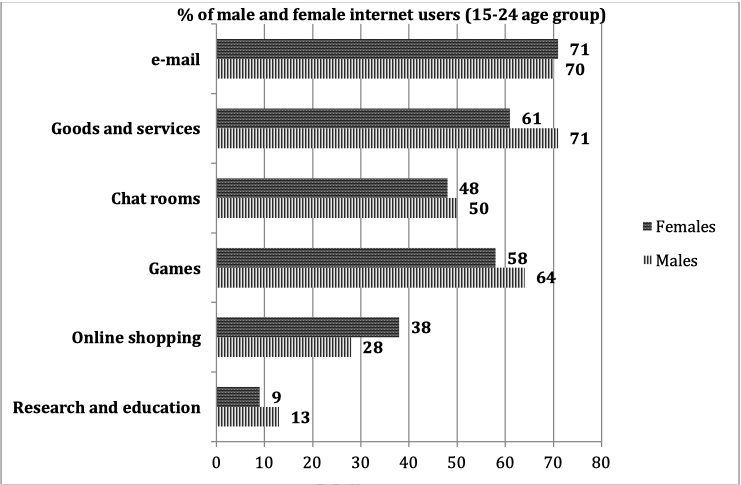 % of male and female internet users (15-24 age group)
e-mail
71
70
Goods and services
61
71
Chat rooms
48
50
Games
58
64
Online shopping
38
28
Research and education
9
13
Females
Males
0 10 20 30 40 50 60 70 80